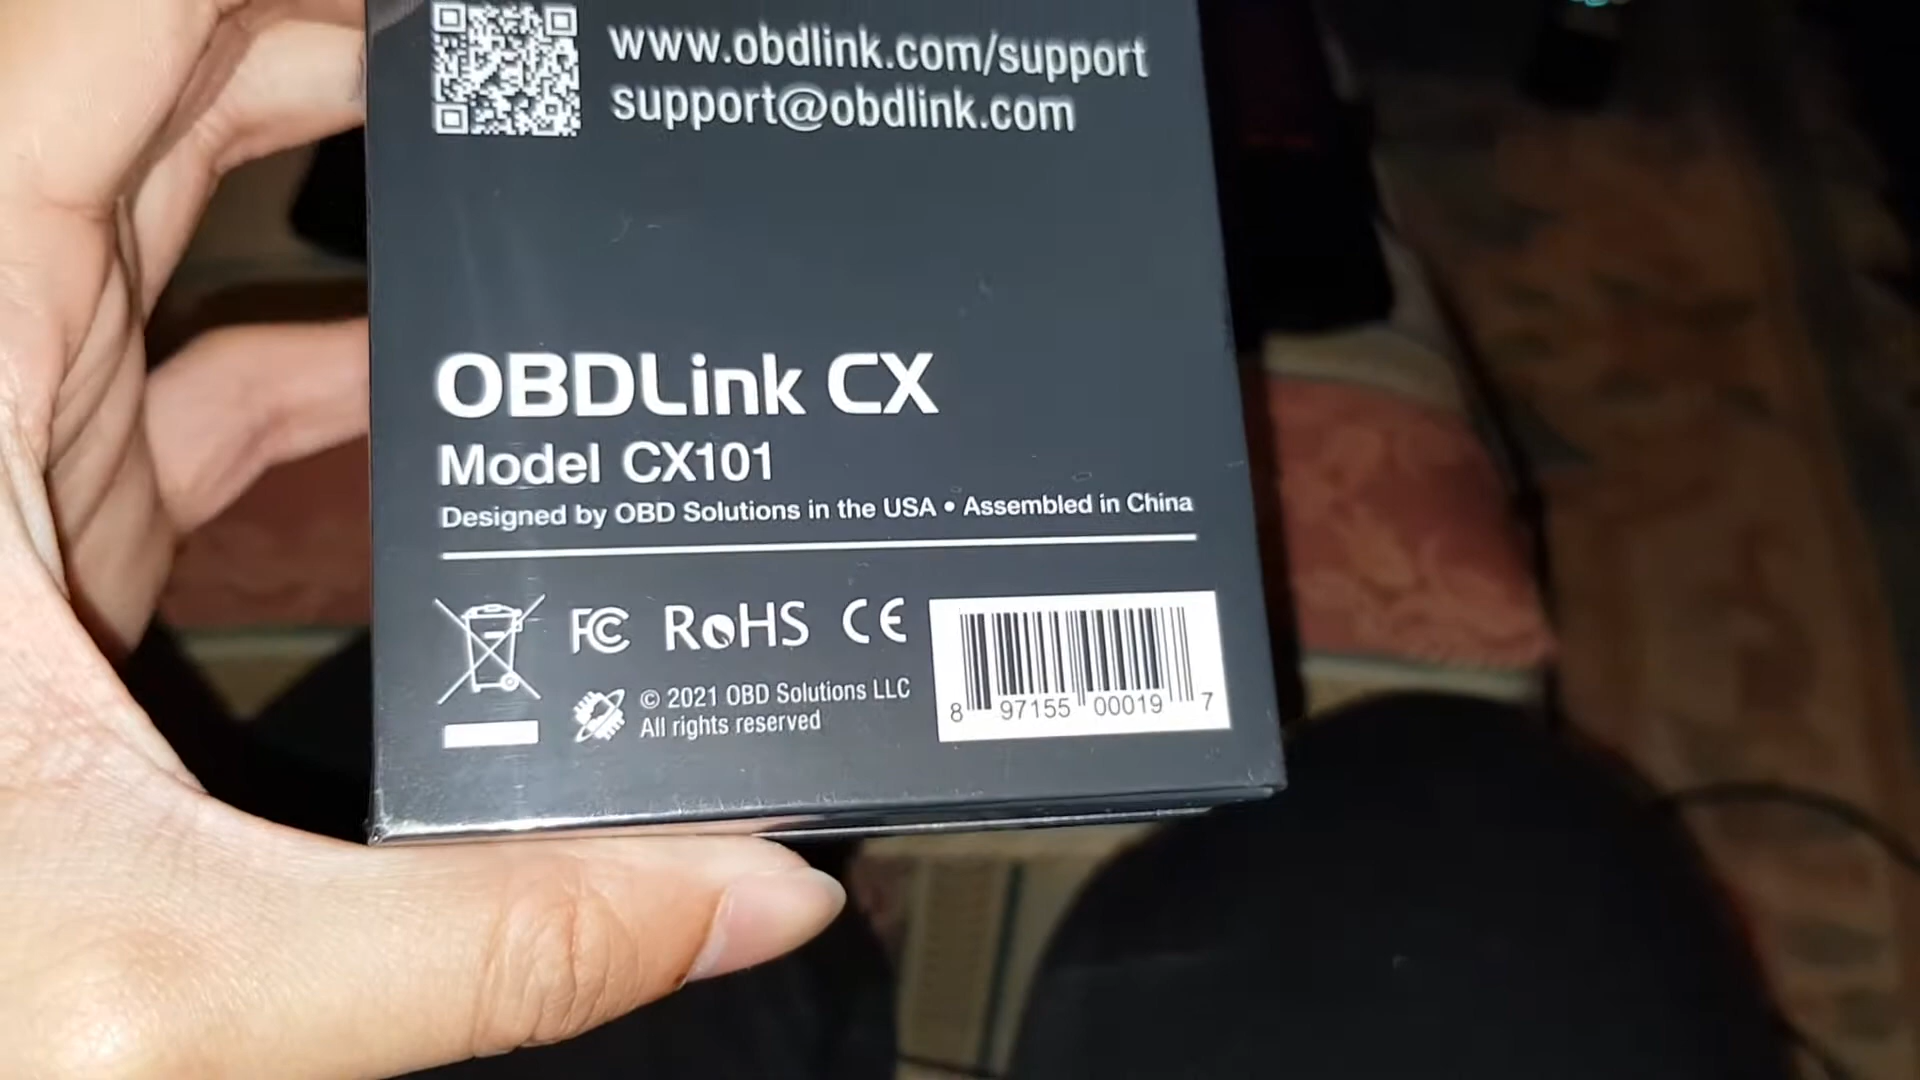 www.obdlink.com/support
support@obdlink.com
OBDLink CX
Model CX101
Designed by OBD Solutions in the USA • Assembled in China
FC RoHS CE
© 2021 OBD Solutions LLC
All rights reserved
8 97155 00019 7